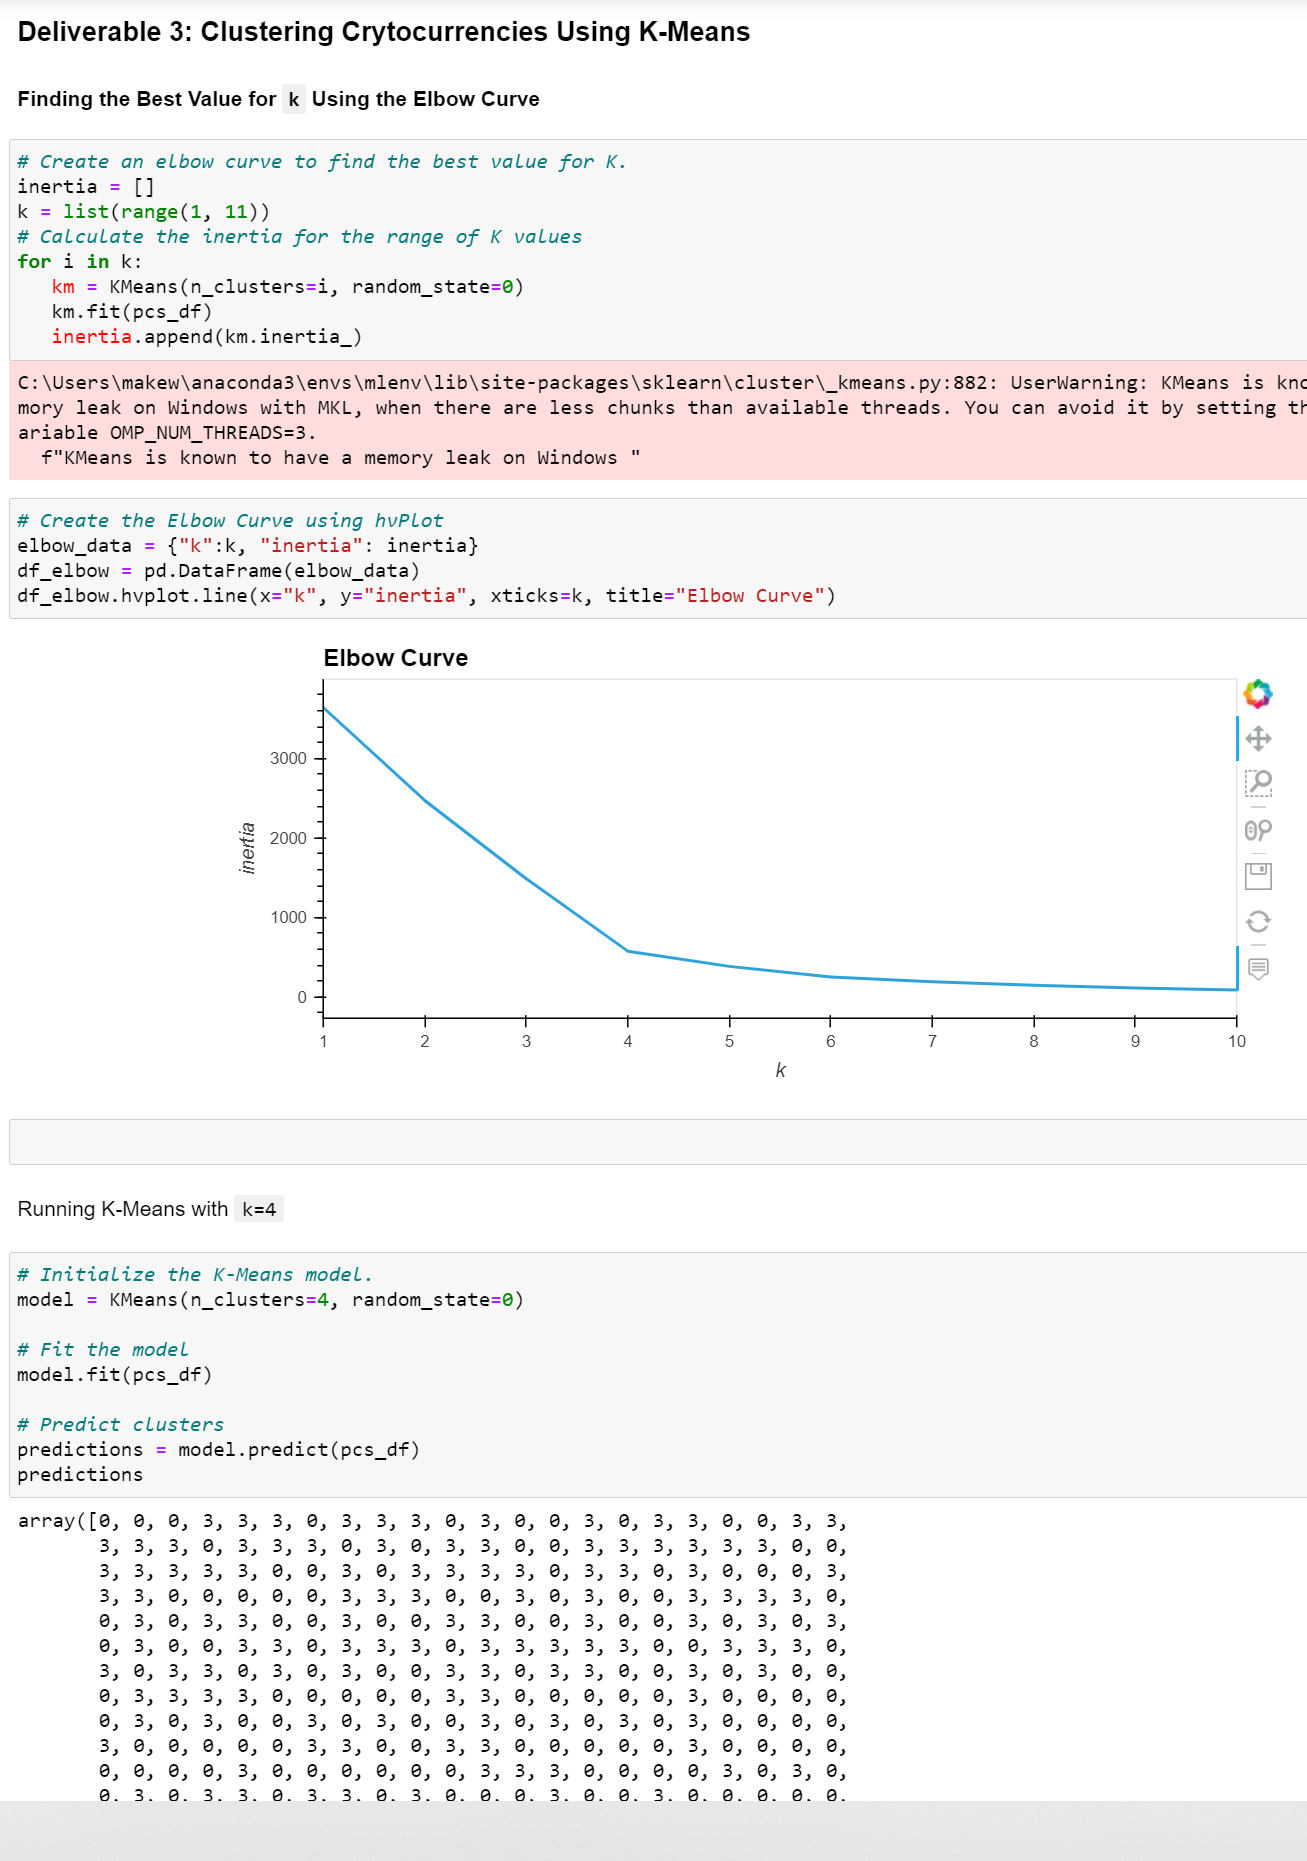 Deliverable 3: Clustering Crytocurrencies Using K-Means
Finding the Best Value for k Using the Elbow Curve
# Create an elbow curve to find the best value for K.
inertia = []
k = list(range(1, 11))
# Calculate the inertia for the range of K values
for i in k:
   km = KMeans(n_clusters=i, random_state=0)
   km.fit(pcs_df)
   inertia.append(km.inertia_)
C:\Users\makew\anaconda3\envs\mlenv\lib\site-packages\sklearn\cluster\_kmeans.py:882: UserWarning: KMeans is kno
mory leak on Windows with MKL, when there are less chunks than available threads. You can avoid it by setting th
ariable OMP_NUM_THREADS=3.
  f"KMeans is known to have a memory leak on Windows "
# Create the Elbow Curve using hvPlot
elbow_data = {"k":k, "inertia": inertia}
df_elbow = pd.DataFrame(elbow_data)
df_elbow.hvplot.line(x="k", y="inertia", xticks=k, title="Elbow Curve")
Elbow Curve
3000
2000
1000
0
inertia
1 2 3 4 5 6 7 8 9 10
k
Running K-Means with k=4
# Initialize the K-Means model.
model = KMeans(n_clusters=4, random_state=0)
# Fit the model
model.fit(pcs_df)
# Predict clusters
predictions = model.predict(pcs_df)
predictions
array([0, 0, 0, 3, 3, 3, 0, 3, 3, 3, 0, 3, 0, 0, 3, 0, 3, 3, 0, 0, 3, 3,
       3, 3, 3, 0, 3, 3, 3, 0, 3, 0, 3, 3, 0, 0, 3, 3, 3, 3, 3, 3, 0, 0,
       3, 3, 3, 3, 3, 0, 0, 3, 0, 3, 3, 3, 3, 0, 3, 3, 0, 3, 0, 0, 0, 3,
       3, 3, 0, 0, 0, 0, 0, 3, 3, 3, 0, 0, 3, 0, 3, 0, 0, 3, 3, 3, 3, 0,
       0, 3, 0, 3, 3, 0, 0, 3, 0, 0, 3, 3, 0, 0, 3, 0, 0, 3, 0, 3, 0, 3,
       0, 3, 0, 0, 3, 3, 0, 3, 3, 3, 0, 3, 3, 3, 3, 3, 0, 0, 3, 3, 3, 0,
       3, 0, 3, 3, 0, 3, 0, 3, 0, 0, 3, 3, 0, 3, 3, 0, 0, 3, 0, 3, 0, 0,
       0, 3, 3, 3, 3, 0, 0, 0, 0, 0, 3, 3, 0, 0, 0, 0, 0, 3, 0, 0, 0, 0,
       0, 3, 0, 3, 0, 0, 3, 0, 3, 0, 0, 3, 0, 3, 0, 3, 0, 3, 0, 0, 0, 0,
       3, 0, 0, 0, 0, 0, 3, 3, 0, 0, 3, 3, 0, 0, 0, 0, 0, 3, 0, 0, 0, 0,
       0, 0, 0, 0, 3, 0, 0, 0, 0, 0, 0, 3, 3, 3, 0, 0, 0, 0, 3, 0, 3, 0,
       0, 3, 0, 3, 3, 0, 3, 3, 0, 3, 0, 0, 0, 3, 0, 0, 3, 0, 0, 0, 0, 0,